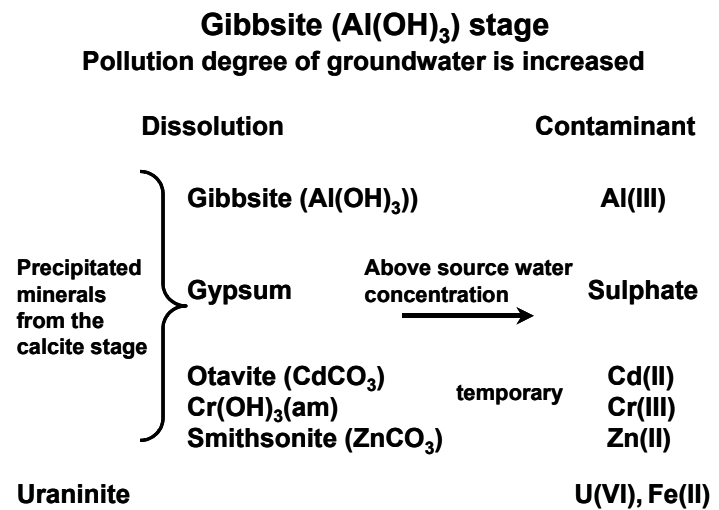 Gibbsite (Al(OH)₃) stage
Pollution degree of groundwater is increased
Dissolution Contaminant
Gibbsite (Al(OH)₃)) Al(III)
Precipitated
minerals
from the
calcite stage
Gypsum
Above source water
concentration
Sulphate
Otavite (CdCO₃)
Cr(OH)₃(am)
Smithsonite (ZnCO₃)
temporary
Cd(II)
Cr(III)
Zn(II)
Uraninite U(VI), Fe(II)